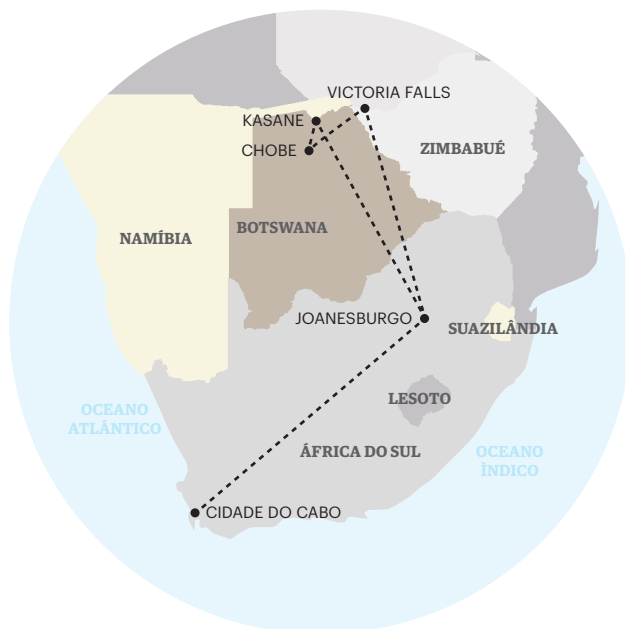 VICTORIA FALLS
KASANE
CHOBE
ZIMBABUÉ
BOTSWANA
NAMÍBIA
JOANESBURGO
SUAZILÂNDIA
LESOTO
OCEANO
ATLÂNTICO
ÁFRICA DO SUL
OCEANO
ÌNDICO
CIDADE DO CABO